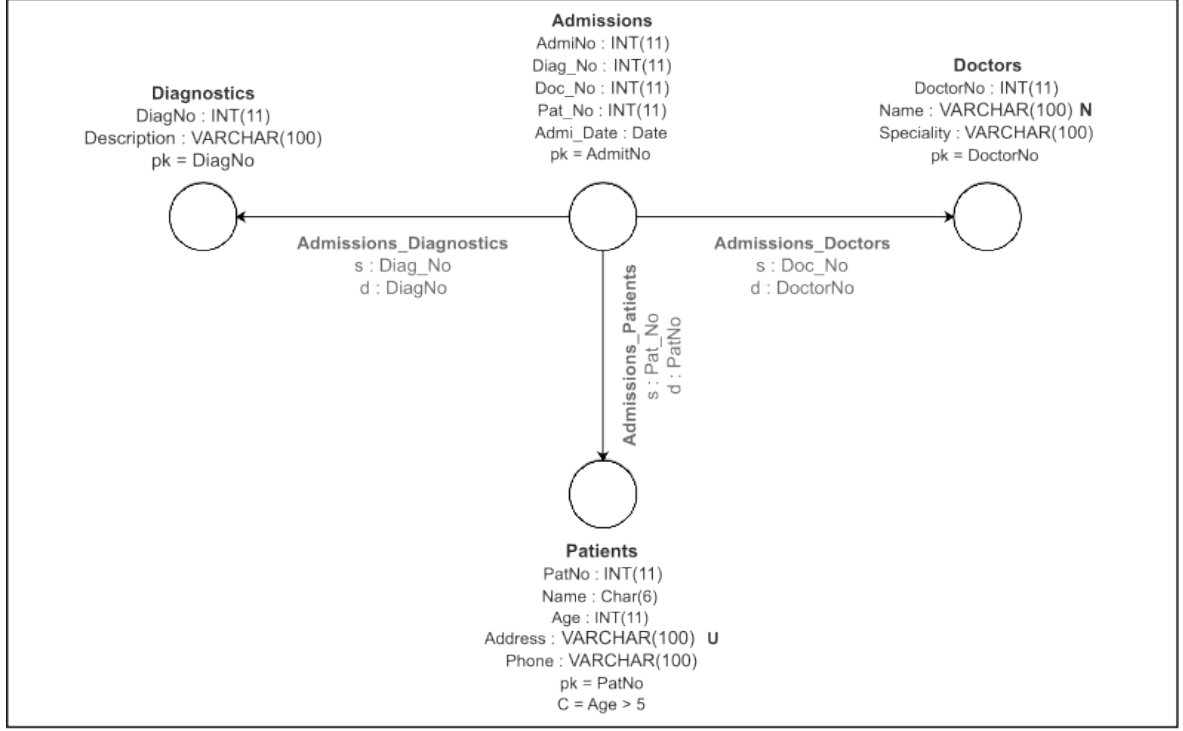 Admissions
AdmiNo : INT(11)
Diag_No : INT(11)
Doc_No : INT(11)
Pat_No : INT(11)
Admi_Date : Date
pk = AdmitNo
Diagnostics
DiagNo : INT(11)
Description : VARCHAR(100)
pk = DiagNo
Doctors
DoctorNo : INT(11)
Name : VARCHAR(100) N
Speciality : VARCHAR(100)
pk = DoctorNo
Admissions_Diagnostics
s : Diag_No
d : DiagNo
Admissions_Doctors
s : Doc_No
d : DoctorNo
Admissions_Patients
s : Pat_No
d : PatNo
Patients
PatNo : INT(11)
Name : Char(6)
Age : INT(11)
Address : VARCHAR(100) U
Phone : VARCHAR(100)
pk = PatNo
C = Age > 5